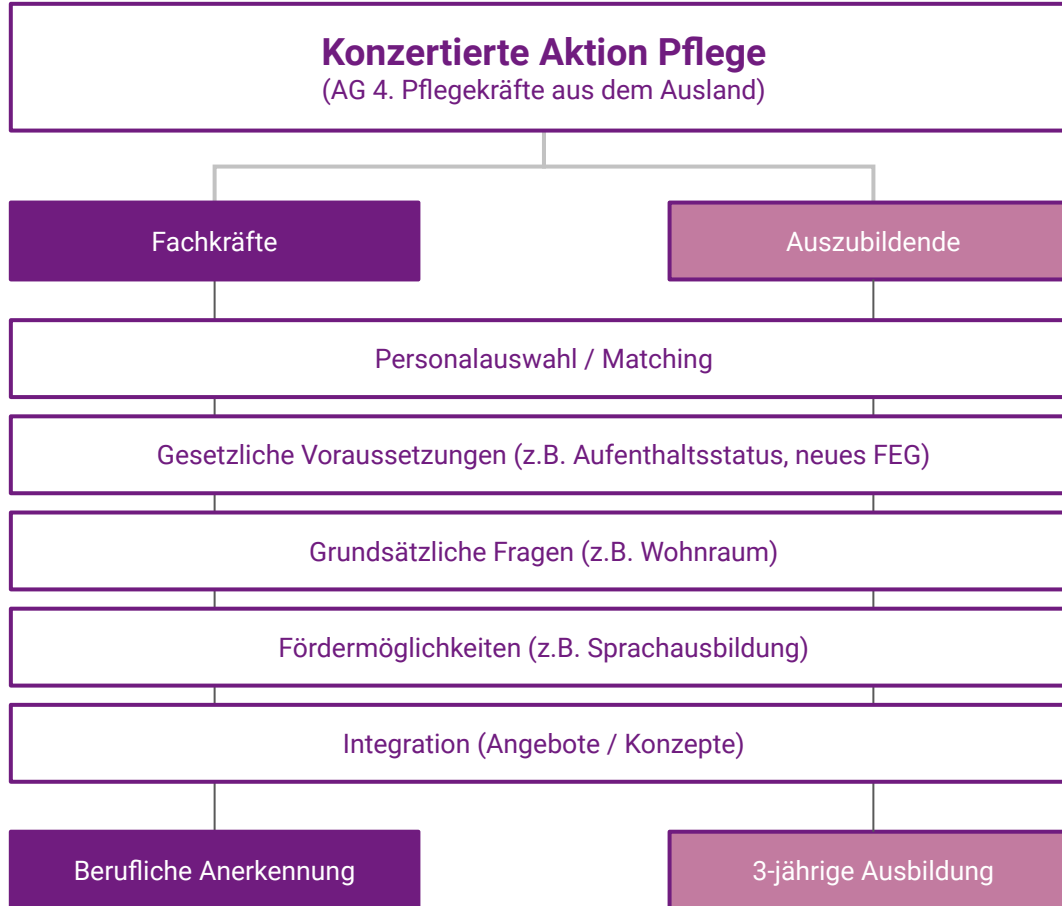 Konzertierte Aktion Pflege
(AG 4. Pflegekräfte aus dem Ausland)
Fachkräfte
Auszubildende
Personalauswahl / Matching
Gesetzliche Voraussetzungen (z.B. Aufenthaltsstatus, neues FEG)
Grundsätzliche Fragen (z.B. Wohnraum)
Fördermöglichkeiten (z.B. Sprachausbildung)
Integration (Angebote / Konzepte)
Berufliche Anerkennung
3-jährige Ausbildung